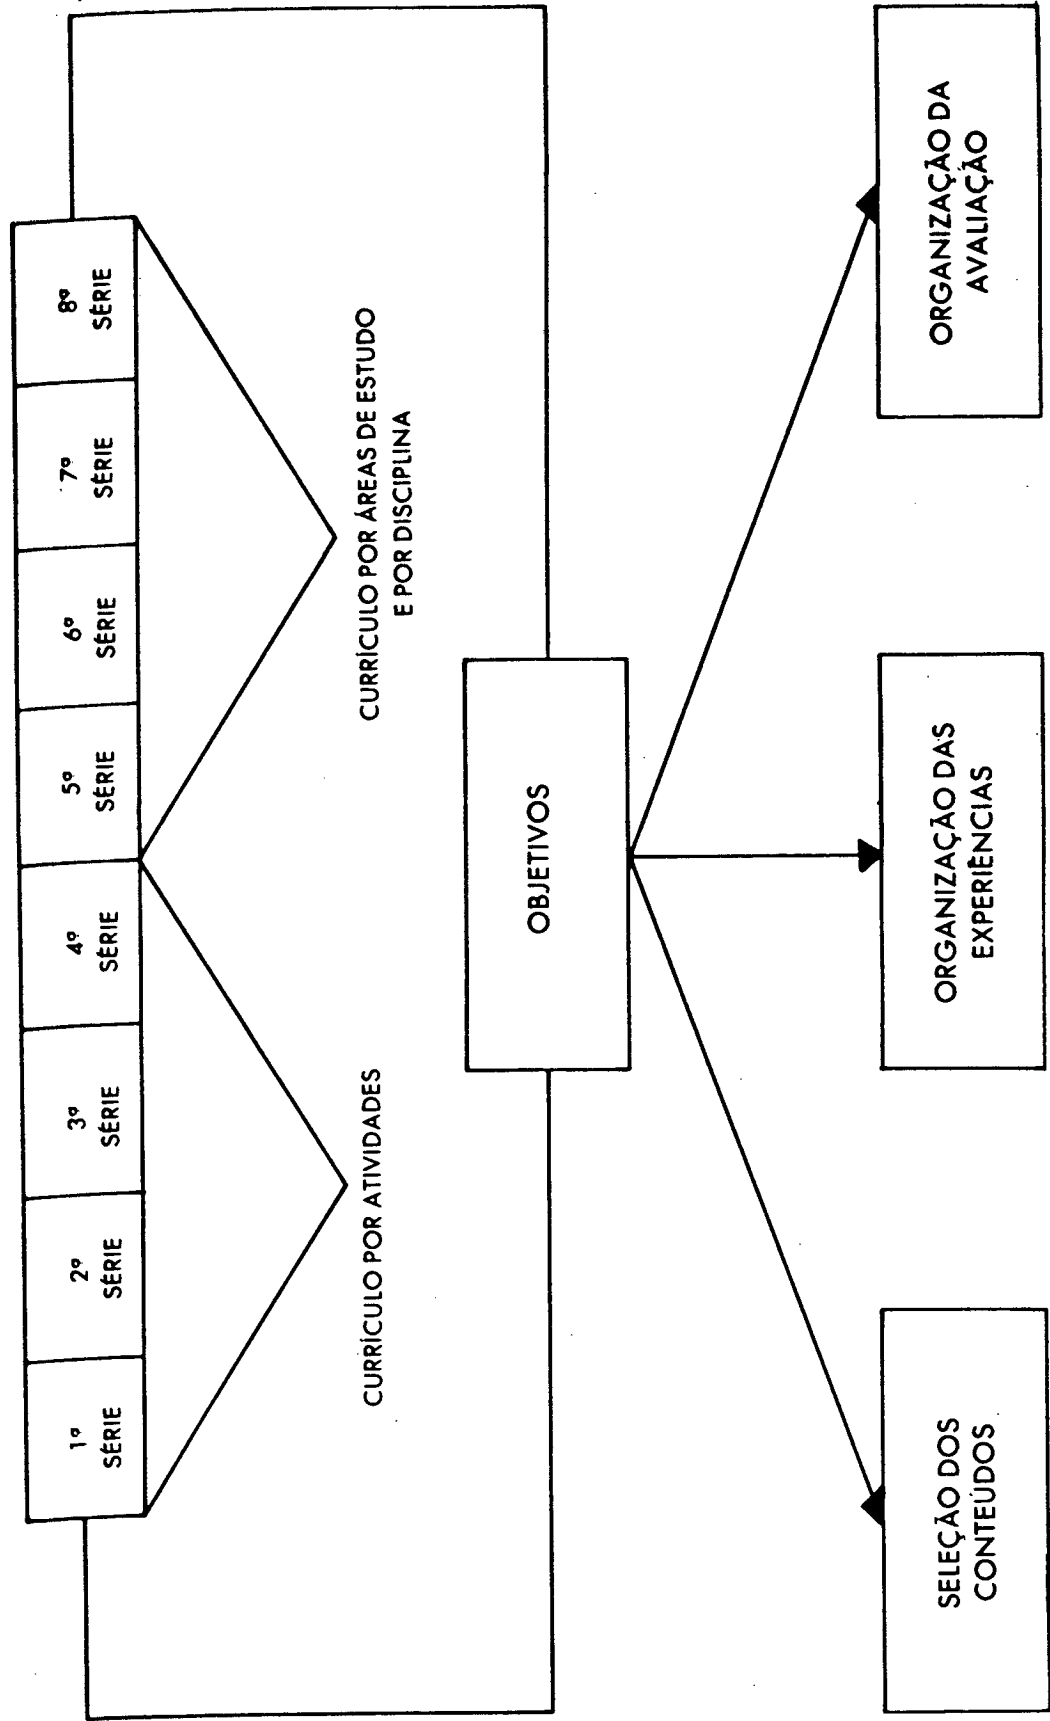 1ª
SÉRIE
2ª
SÉRIE
3ª
SÉRIE
4ª
SÉRIE
5ª
SÉRIE
6ª
SÉRIE
7ª
SÉRIE
8ª
SÉRIE
CURRÍCULO POR ATIVIDADES
CURRÍCULO POR ÁREAS DE ESTUDO
E POR DISCIPLINA
OBJETIVOS
SELEÇÃO DOS
CONTEÚDOS
ORGANIZAÇÃO DAS
EXPERIÊNCIAS
ORGANIZAÇÃO DA
AVALIAÇÃO